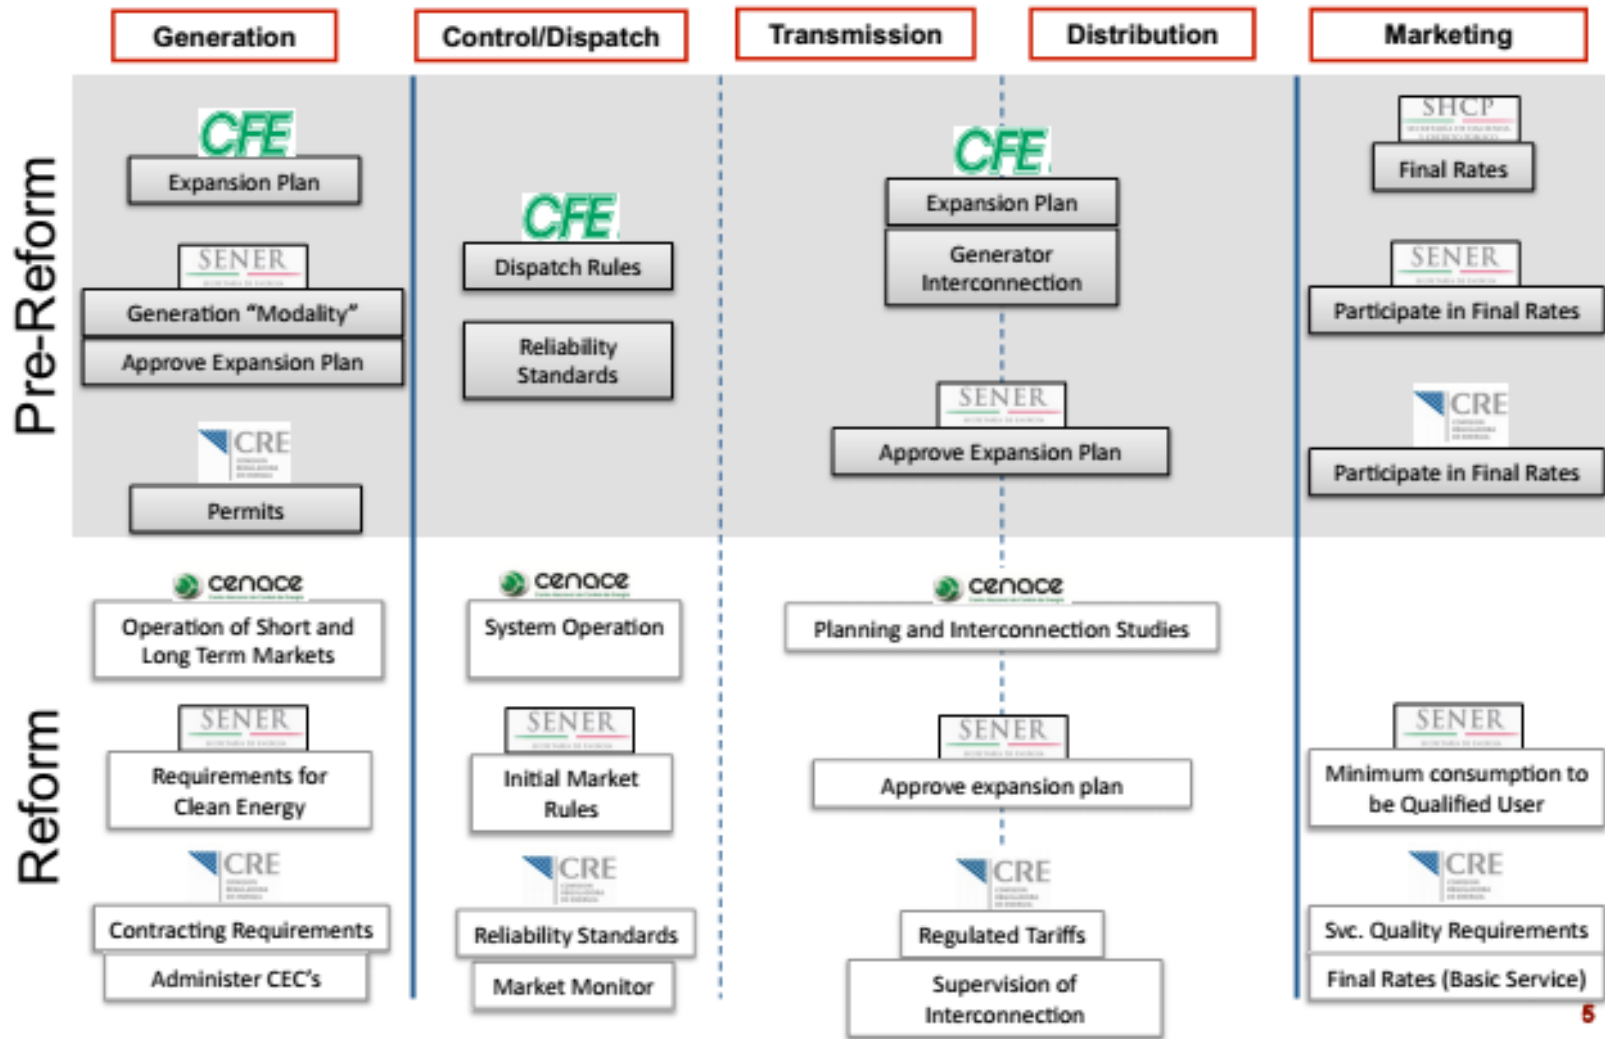 Generation
Control/Dispatch
Transmission
Distribution
Marketing
Pre-Reform
CFE
Expansion Plan
SENER
Generation “Modality”
Approve Expansion Plan
CRE
Permits
CFE
Dispatch Rules
Reliability
Standards
CFE
Expansion Plan
Generator
Interconnection
SENER
Approve Expansion Plan
SHCP
Final Rates
SENER
Participate in Final Rates
CRE
Participate in Final Rates
Reform
cenace
Operation of Short and
Long Term Markets
SENER
Requirements for
Clean Energy
CRE
Contracting Requirements
Administer CEC's
cenace
System Operation
SENER
Initial Market
Rules
CRE
Reliability Standards
Market Monitor
cenace
Planning and Interconnection Studies
SENER
Approve expansion plan
CRE
Regulated Tariffs
Supervision of
Interconnection
SENER
Minimum consumption to
be Qualified User
CRE
Svc. Quality Requirements
Final Rates (Basic Service)
5